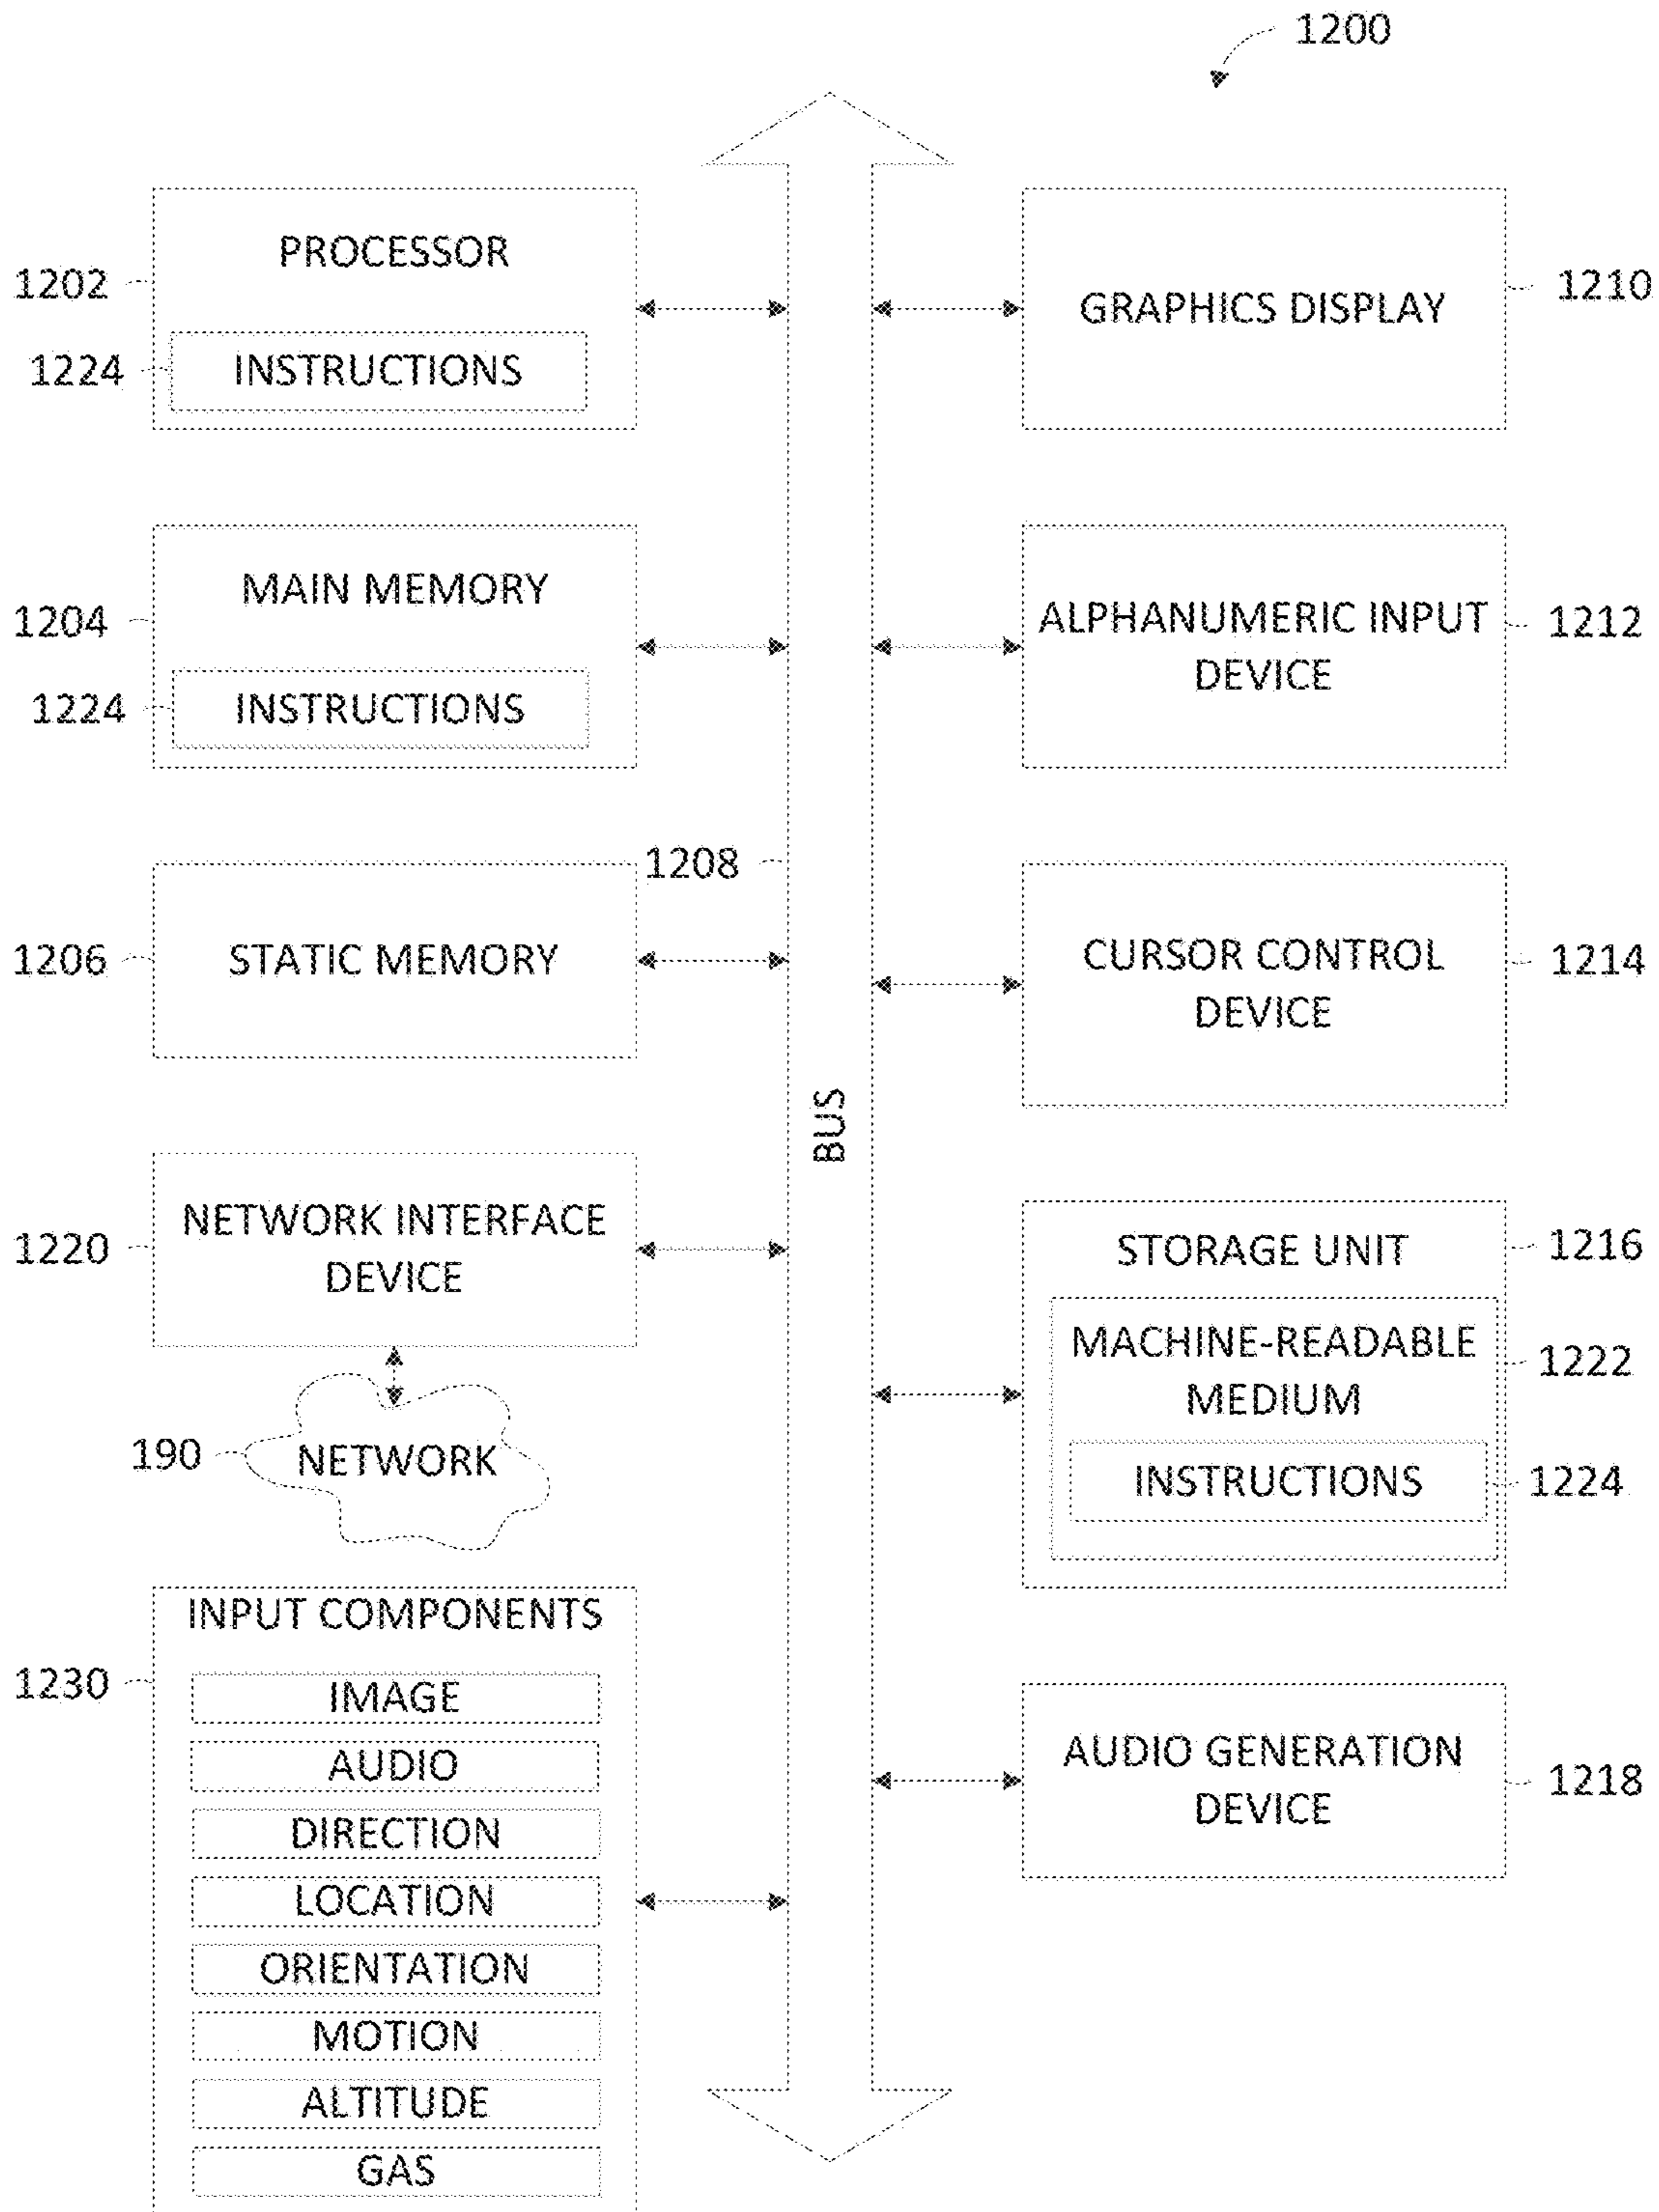 1200
PROCESSOR
1202
1224
INSTRUCTIONS
MAIN MEMORY
1204
1224
INSTRUCTIONS
1208
1206
STATIC MEMORY
BUS
NETWORK INTERFACE
DEVICE
1220
190
NETWORK
INPUT COMPONENTS
1230
IMAGE
AUDIO
DIRECTION
LOCATION
ORIENTATION
MOTION
ALTITUDE
GAS
GRAPHICS DISPLAY
1210
ALPHANUMERIC INPUT
DEVICE
1212
CURSOR CONTROL
DEVICE
1214
STORAGE UNIT
1216
MACHINE-READABLE
MEDIUM
1222
INSTRUCTIONS
1224
AUDIO GENERATION
DEVICE
1218